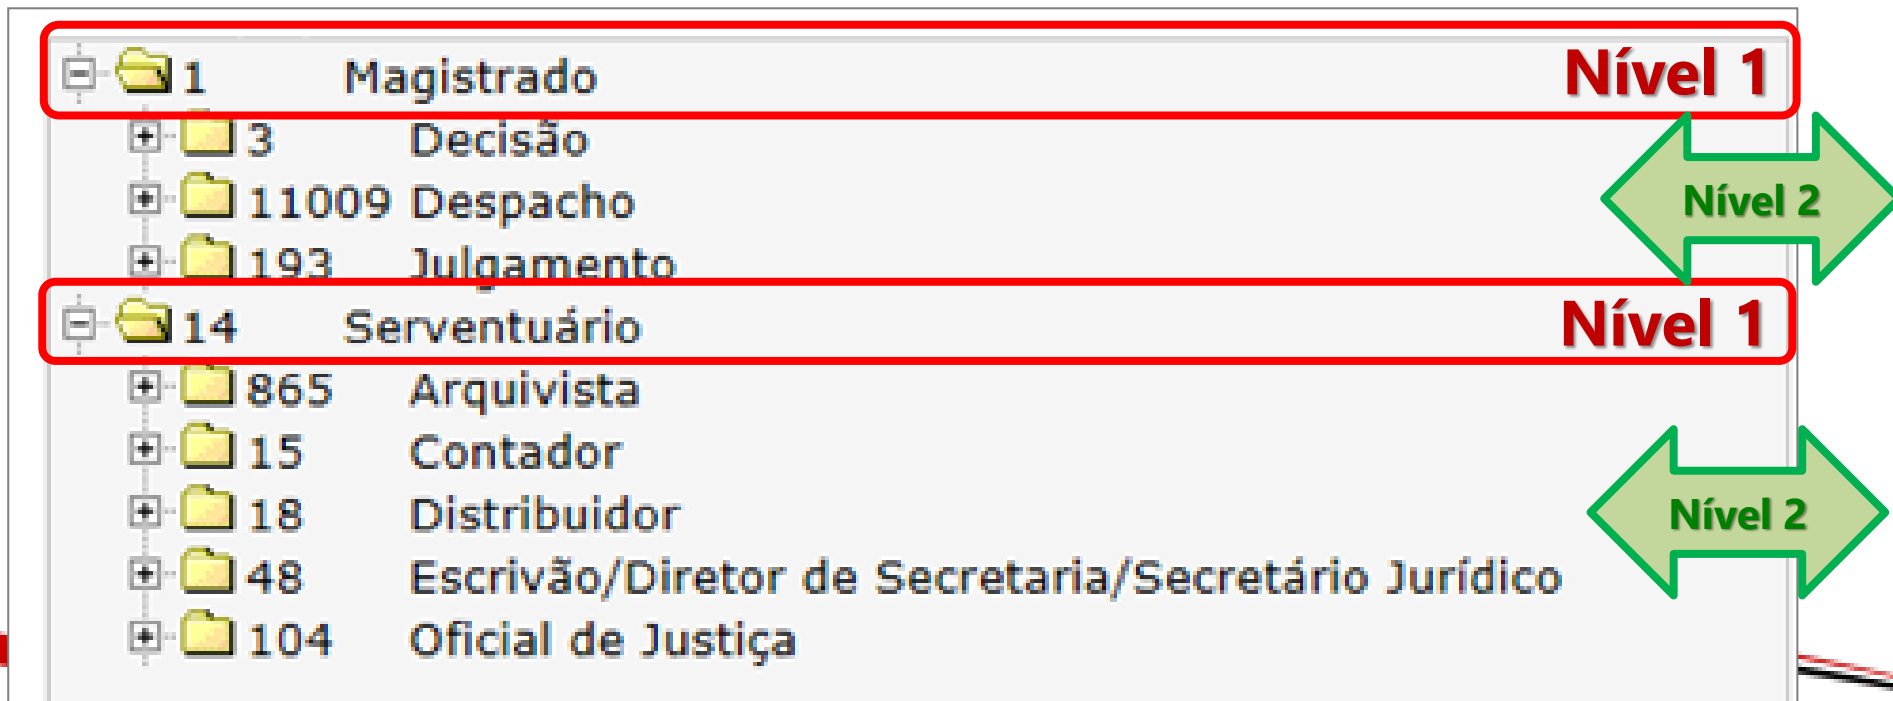 1 Magistrado Nível 1
3 Decisão
11009 Despacho Nível 2
193 Julgamento
14 Serventuário Nível 1
865 Arquivista
15 Contador
18 Distribuidor Nível 2
48 Escrivão/Diretor de Secretaria/Secretário Jurídico
104 Oficial de Justiça